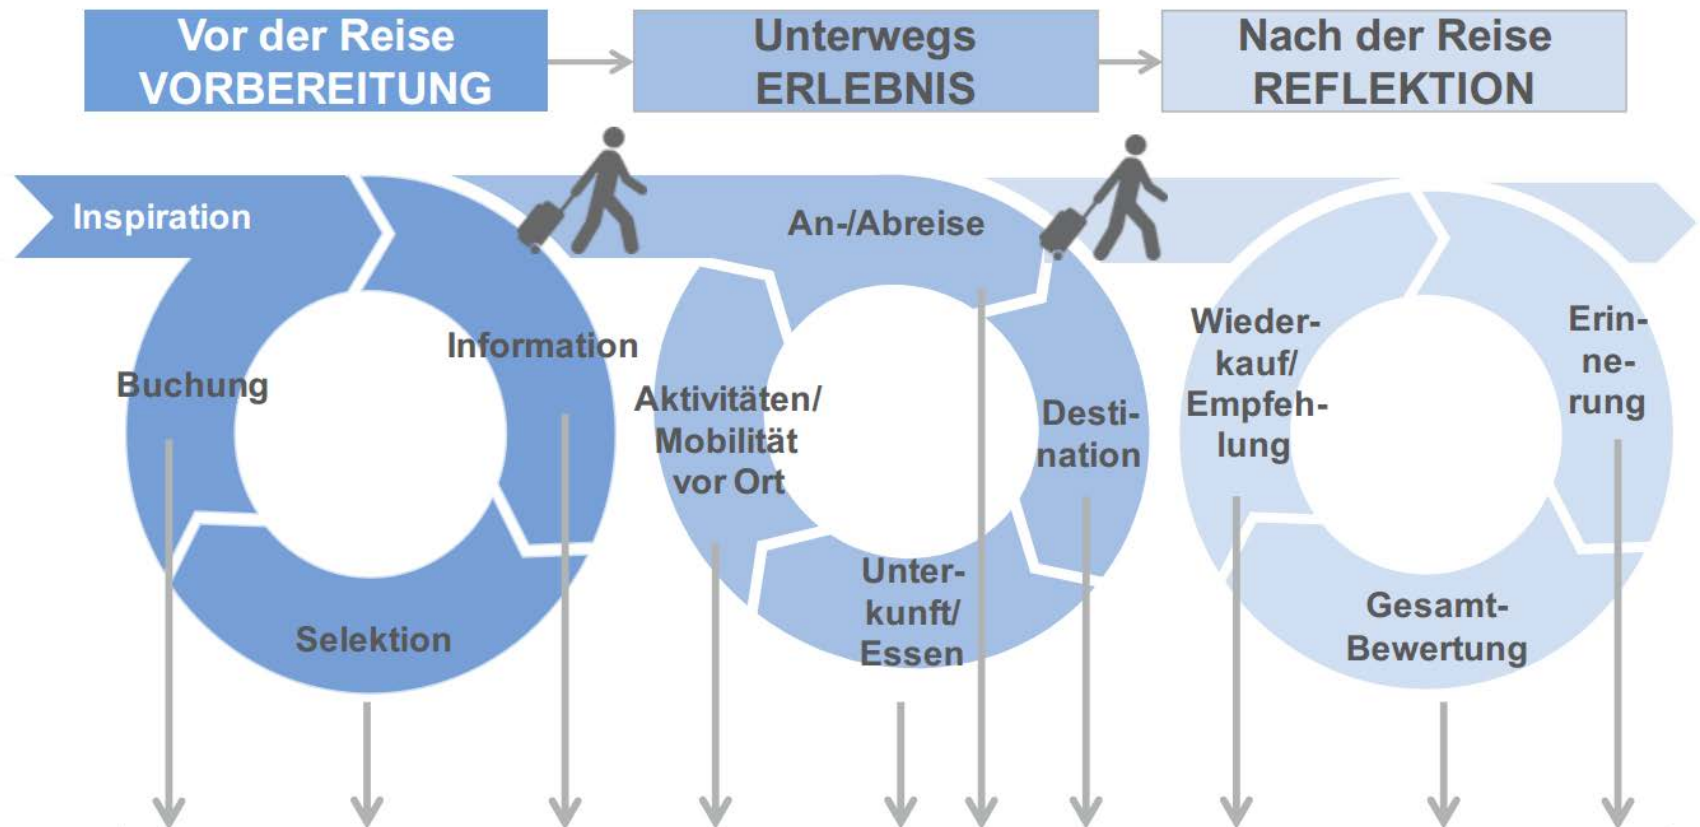 Vor der Reise
VORBEREITUNG
Unterwegs
ERLEBNIS
Nach der Reise
REFLEKTION
Inspiration
Information
Selektion
Buchung
An-/Abreise
Desti-
nation
Unter-
kunft/
Essen
Aktivitäten/
Mobilität
vor Ort
Erin-
ne-
rung
Gesamt-
Bewertung
Wieder-
kauf/
Empfeh-
lung